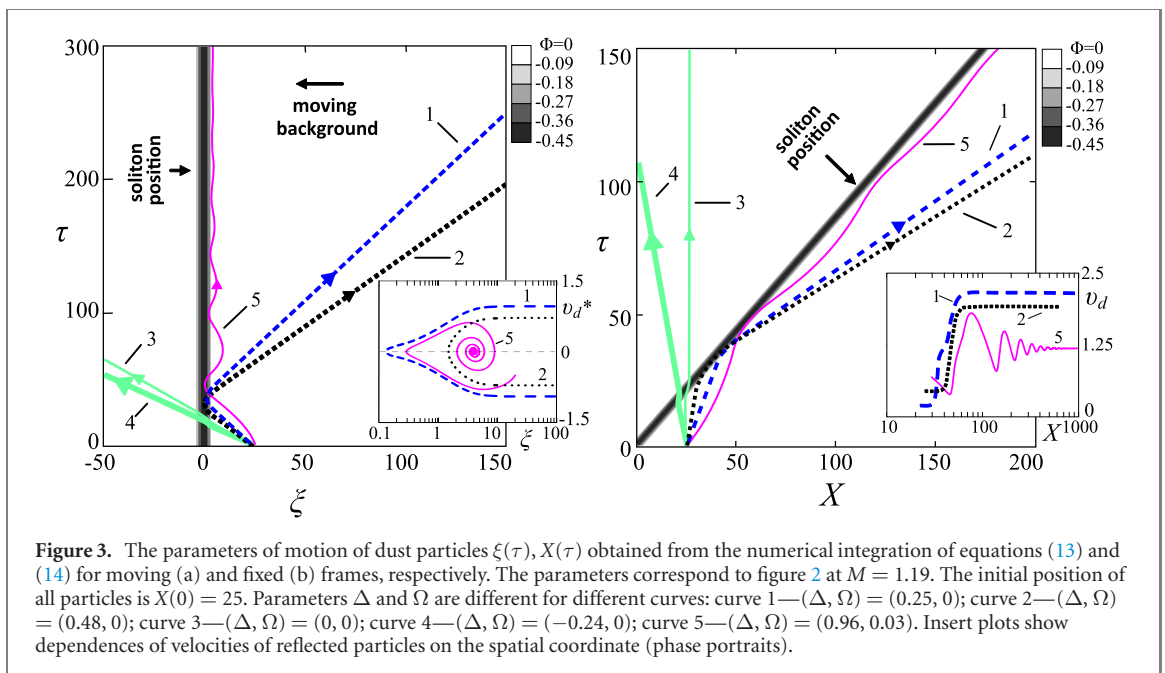 300
200
100
0
τ
-50
0
50
100
150
ξ
soliton
position
moving
background
Φ=0
-0.09
-0.18
-0.27
-0.36
-0.45
1
2
3
4
5
1.5
υd*
0
-1.5
1
5
2
0.1
1
10
100
ξ
150
100
50
0
τ
0
50
100
150
200
X
soliton
position
Φ=0
-0.09
-0.18
-0.27
-0.36
-0.45
1
5
4
3
2
2.5
υd
1.25
0
1
2
5
10
100
X
1000
Figure 3. The parameters of motion of dust particles ξ(τ), X(τ) obtained from the numerical integration of equations (13) and
(14) for moving (a) and fixed (b) frames, respectively. The parameters correspond to figure 2 at M = 1.19. The initial position of
all particles is X(0) = 25. Parameters Δ and Ω are different for different curves: curve 1—(Δ, Ω) = (0.25, 0); curve 2—(Δ, Ω)
= (0.48, 0); curve 3—(Δ, Ω) = (0, 0); curve 4—(Δ, Ω) = (−0.24, 0); curve 5—(Δ, Ω) = (0.96, 0.03). Insert plots show
dependences of velocities of reflected particles on the spatial coordinate (phase portraits).